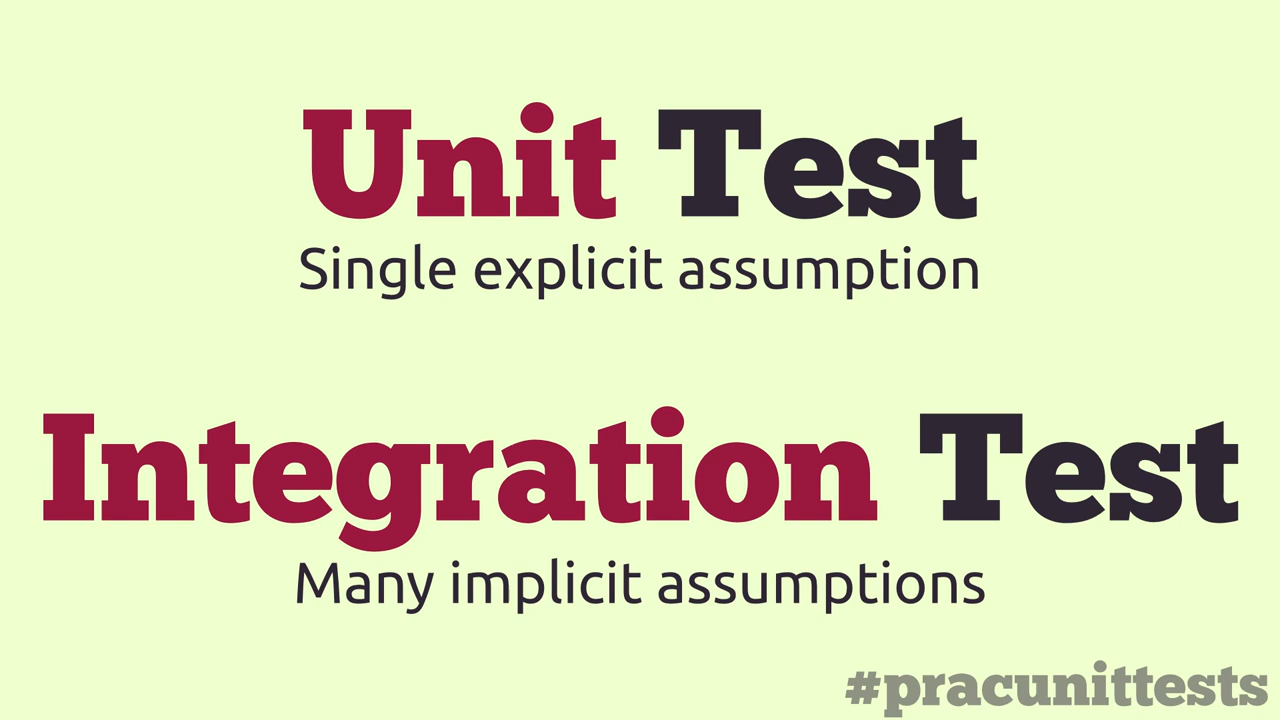 Unit Test
Single explicit assumption
Integration Test
Many implicit assumptions
#pracunittests